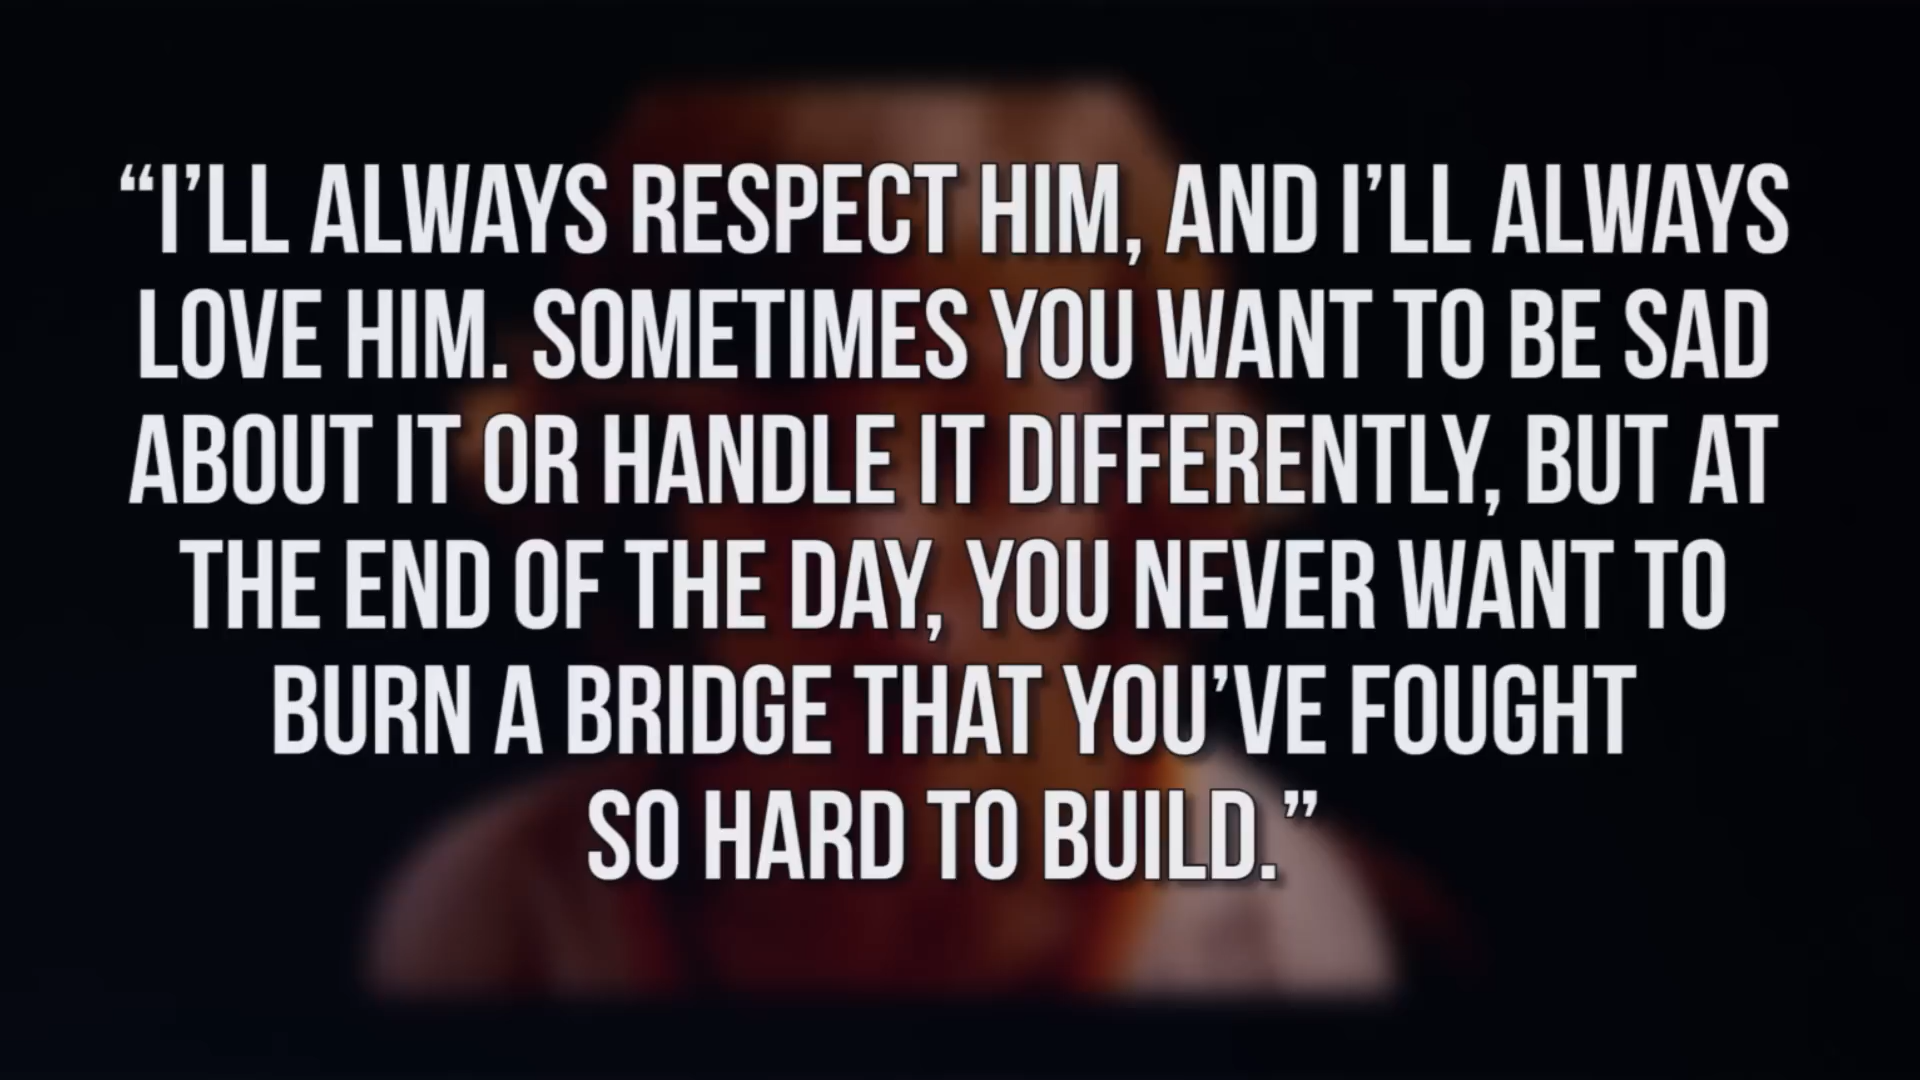 “I’LL ALWAYS RESPECT HIM, AND I’LL ALWAYS
LOVE HIM. SOMETIMES YOU WANT TO BE SAD
ABOUT IT OR HANDLE IT DIFFERENTLY, BUT AT
THE END OF THE DAY, YOU NEVER WANT TO
BURN A BRIDGE THAT YOU’VE FOUGHT
SO HARD TO BUILD.”